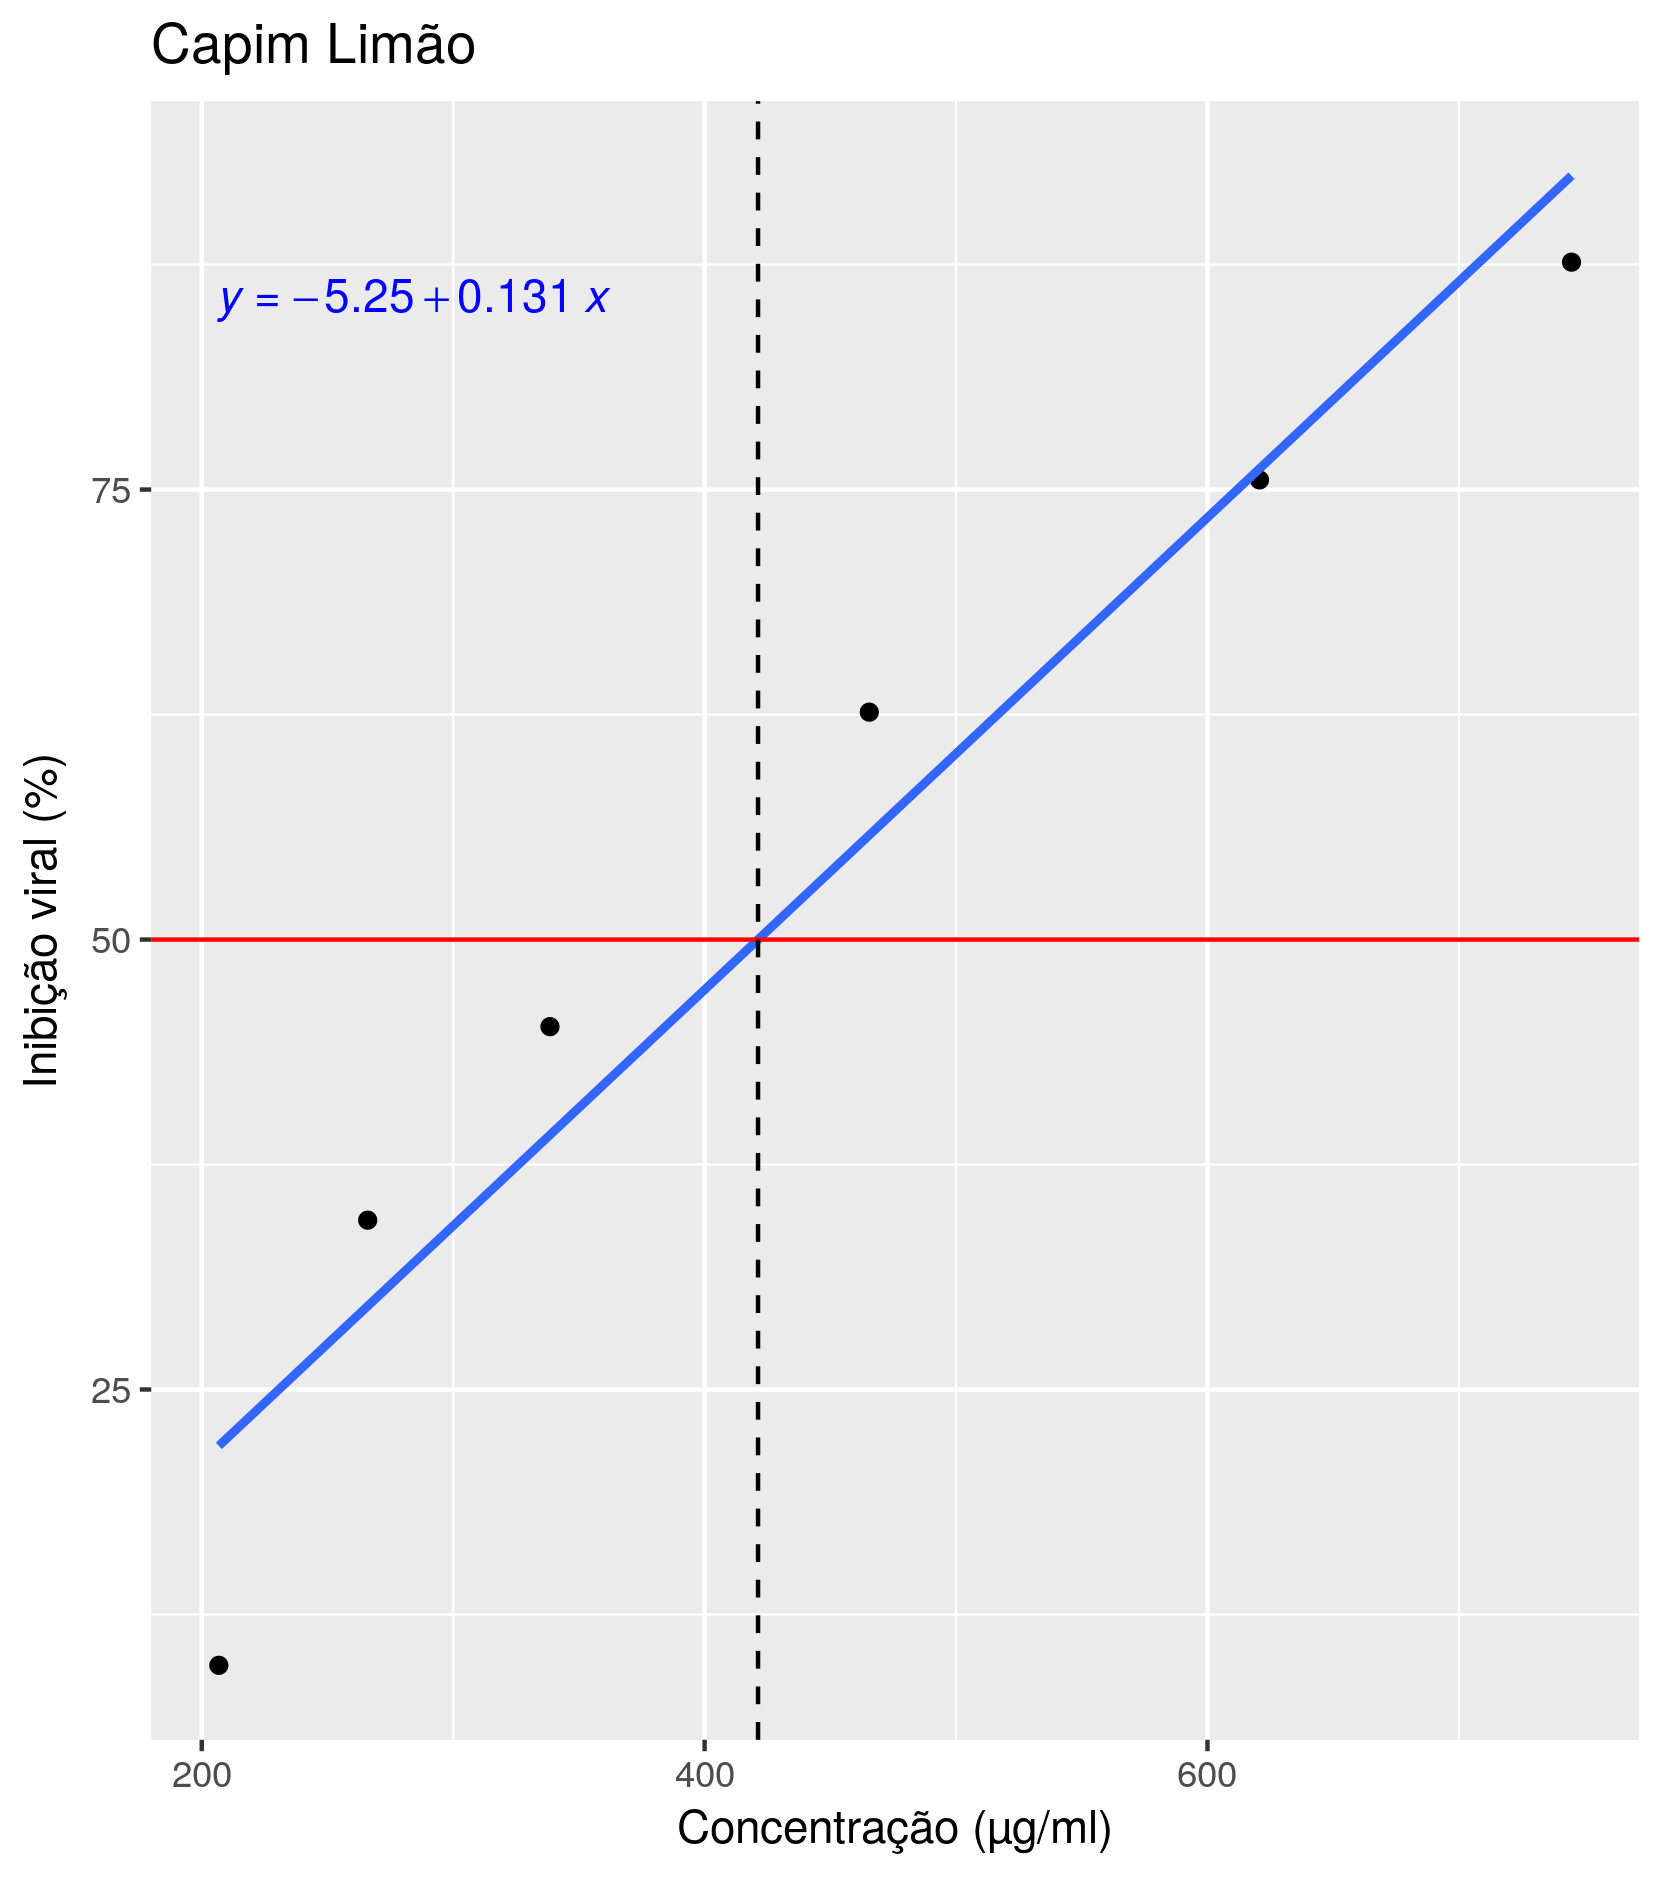 Capim Limão
y = −5.25+0.131 x
75
50
25
Inibição viral (%)
200 400 600
Concentração (µg/ml)